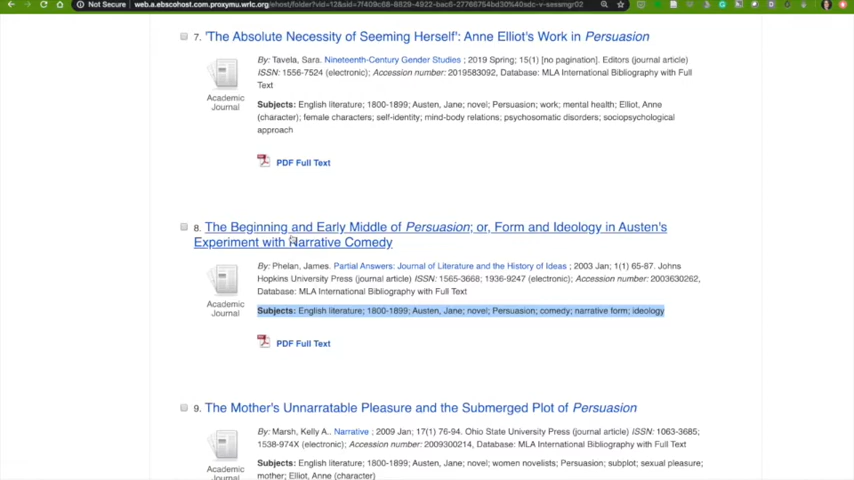 Not Secure web.a.ebscohost.com.proxymu.wrlc.org/ehost/folder?vid=12&sid=7f409c68-8829-4922-bac6-27766754bd30%40sdc-v-sessmgr02
7. 'The Absolute Necessity of Seeming Herself': Anne Elliot's Work in Persuasion
By: Tavela, Sara. Nineteenth-Century Gender Studies ; 2019 Spring; 15(1) [no pagination]. Editors (journal article)
ISSN: 1556-7524 (electronic); Accession number: 2019583092, Database: MLA International Bibliography with Full
Text
Academic
Journal
Subjects: English literature; 1800-1899; Austen, Jane; novel; Persuasion; work; mental health; Elliot, Anne
(character); female characters; self-identity; mind-body relations; psychosomatic disorders; sociopsychological
approach
PDF Full Text
8. The Beginning and Early Middle of Persuasion; or, Form and Ideology in Austen's
Experiment with Narrative Comedy
By: Phelan, James. Partial Answers: Journal of Literature and the History of Ideas ; 2003 Jan; 1(1) 65-87. Johns
Hopkins University Press (journal article) ISSN: 1565-3668; 1936-9247 (electronic); Accession number: 2003630262,
Database: MLA International Bibliography with Full Text
Academic
Journal
Subjects: English literature; 1800-1899; Austen, Jane; novel; Persuasion; comedy; narrative form; ideology
PDF Full Text
9. The Mother's Unnarratable Pleasure and the Submerged Plot of Persuasion
By: Marsh, Kelly A.. Narrative ; 2009 Jan; 17(1) 76-94. Ohio State University Press (journal article) ISSN: 1063-3685;
1538-974X (electronic); Accession number: 2009300214, Database: MLA International Bibliography with Full Text
Academic
Subjects: English literature; 1800-1899; Austen, Jane; novel; women novelists; Persuasion; subplot; sexual pleasure;
mother; Elliot, Anne (character)